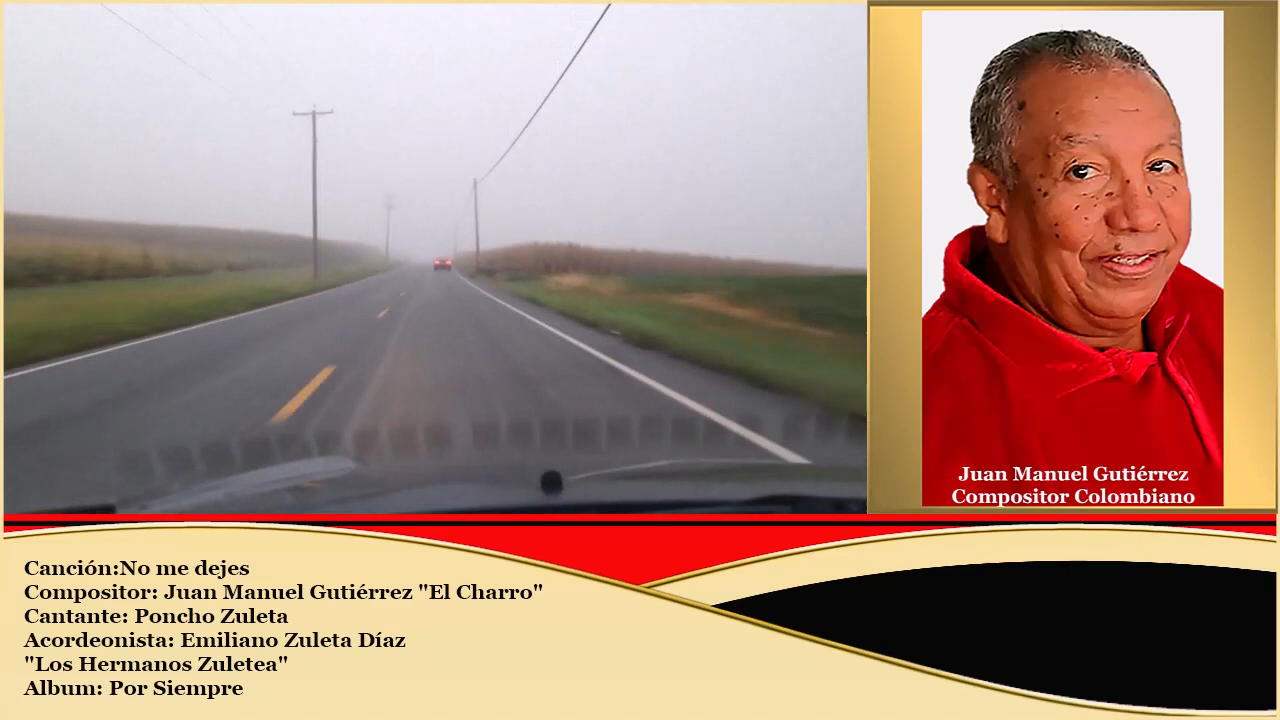 Juan Manuel Gutiérrez
Compositor Colombiano
Canción:No me dejes
Compositor: Juan Manuel Gutiérrez "El Charro"
Cantante: Poncho Zuleta
Acordeonista: Emiliano Zuleta Díaz
"Los Hermanos Zuletea"
Album: Por Siempre